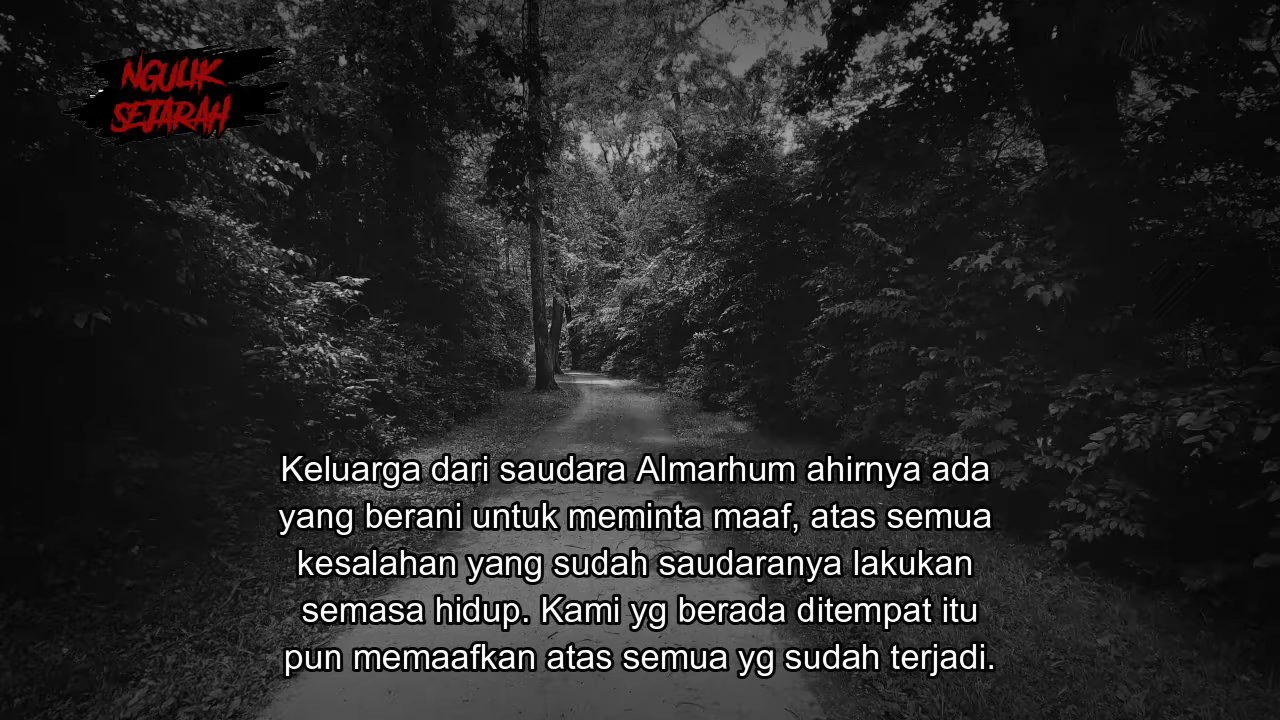 NGULIK
SEJARAH
Keluarga dari saudara Almarhum ahirnya ada
yang berani untuk meminta maaf, atas semua
kesalahan yang sudah saudaranya lakukan
semasa hidup. Kami yg berada ditempat itu
pun memaafkan atas semua yg sudah terjadi.